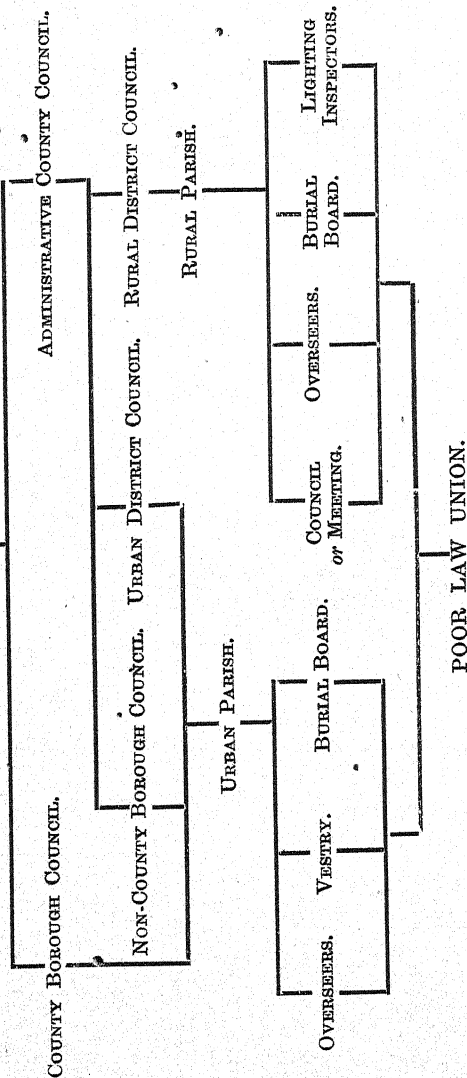 COUNTY BOROUGH COUNCIL.
ADMINISTRATIVE COUNTY COUNCIL.
NON-COUNTY BOROUGH COUNCIL.
URBAN DISTRICT COUNCIL.
RURAL DISTRICT COUNCIL.
URBAN PARISH.
RURAL PARISH.
OVERSEERS.
VESTRY.
BURIAL BOARD.
COUNCIL
or MEETING.
OVERSEERS.
BURIAL
BOARD.
LIGHTING
INSPECTORS.
POOR LAW UNION.